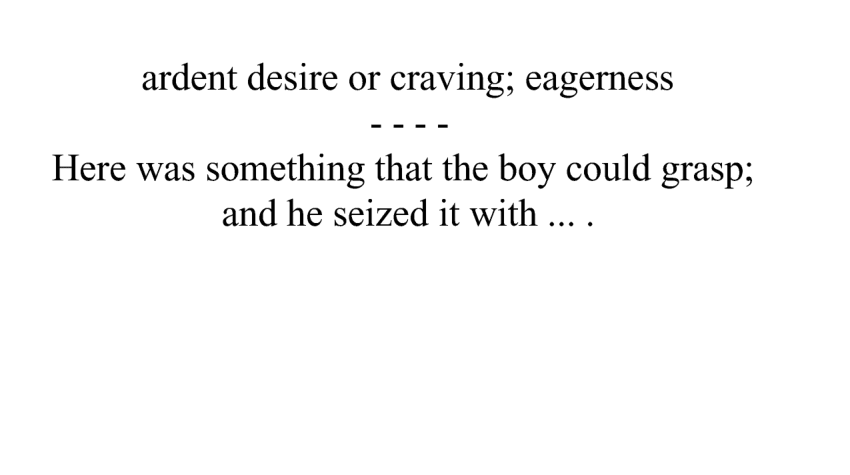 ardent desire or craving; eagerness
- - - -
Here was something that the boy could grasp;
and he seized it with ... .